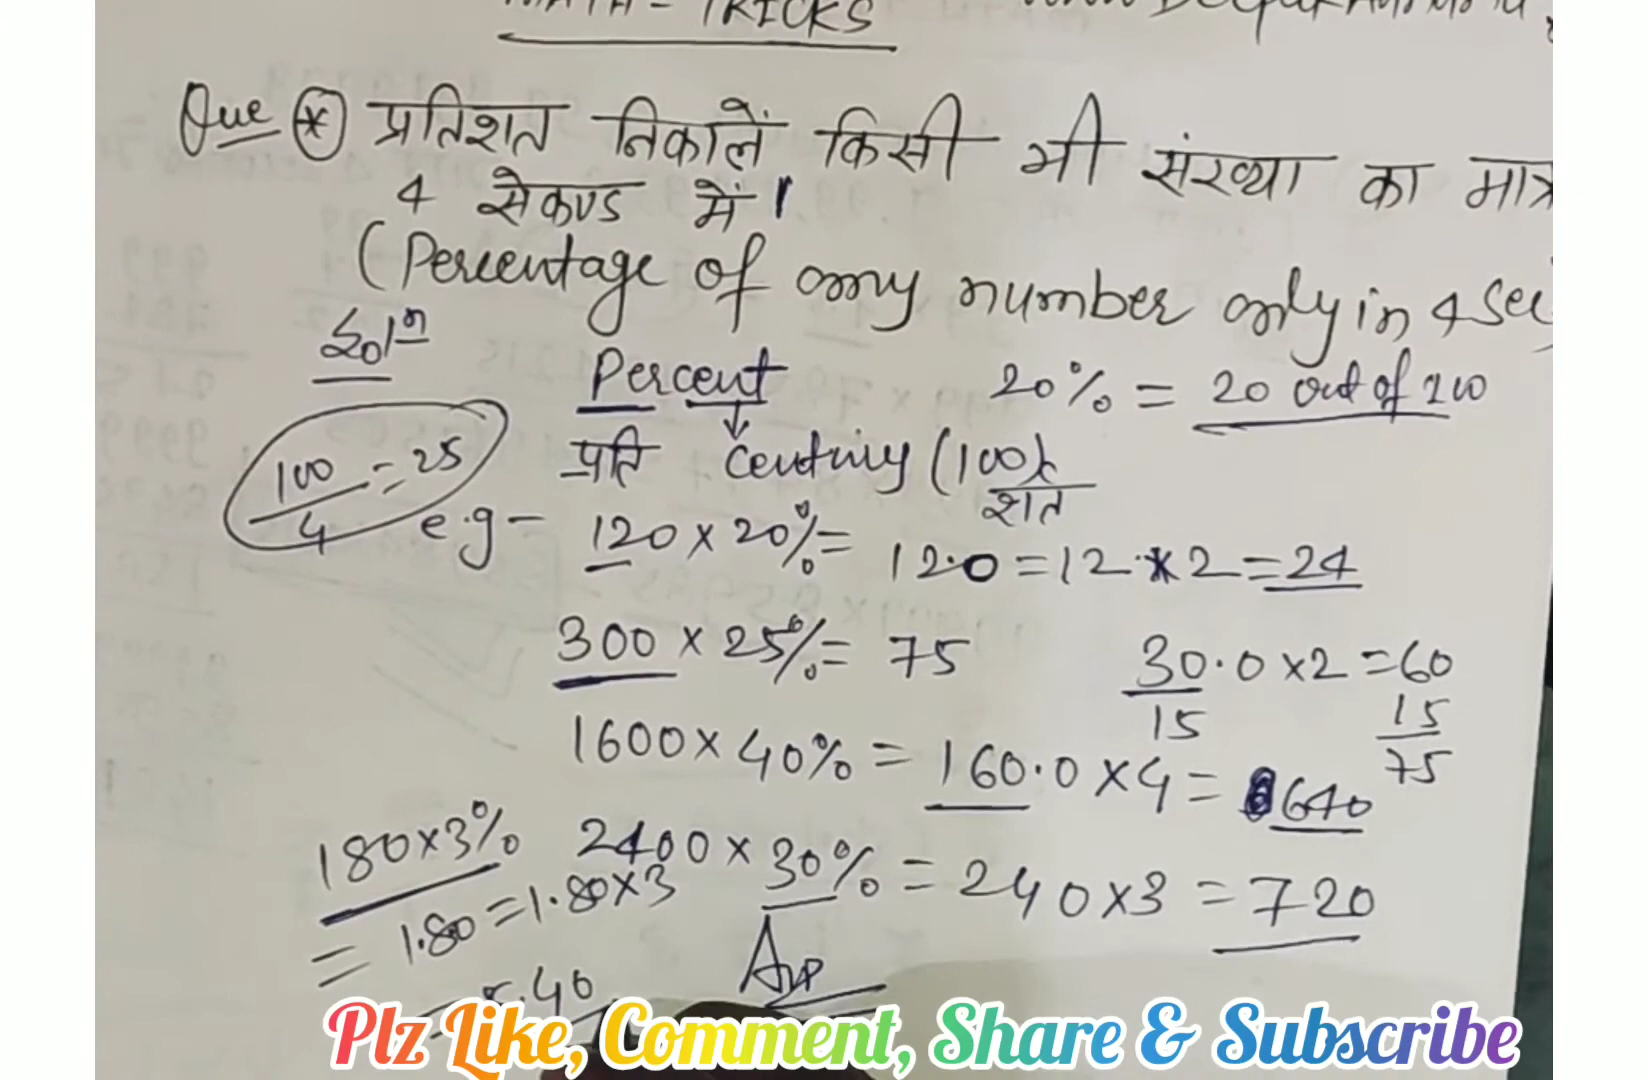 MATH - TRICKS
Que * प्रतिशत निकालें किसी भी संख्या का मात्र
4 सेकण्ड में।
(Percentage of any number only in 4 Sec)
Solⁿ
Percent 20% = 20 out of 100
प्रति Century (100)
शत
100/4 = 25
e.g - 120 × 20% = 12.0 = 12 * 2 = 24
300 × 25% = 75
30.0 × 2 = 60
15 15
75
1600 × 40% = 160.0 × 4 = 640
180 × 3%
2400 × 30% = 240 × 3 = 720
= 1.80 = 1.80 × 3
5.40
Plz Like, Comment, Share & Subscribe